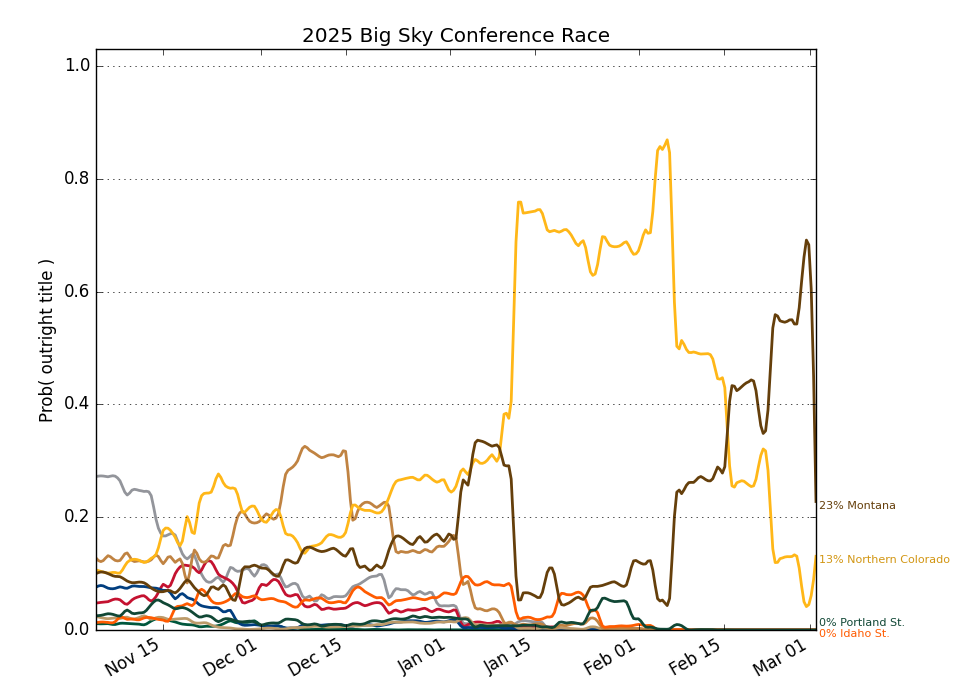 2025 Big Sky Conference Race
Prob( outright title )
1.0
0.8
0.6
0.4
0.2
0.0
23% Montana
13% Northern Colorado
0% Portland St.
0% Idaho St.
Nov 15
Dec 01
Dec 15
Jan 01
Jan 15
Feb 01
Feb 15
Mar 01